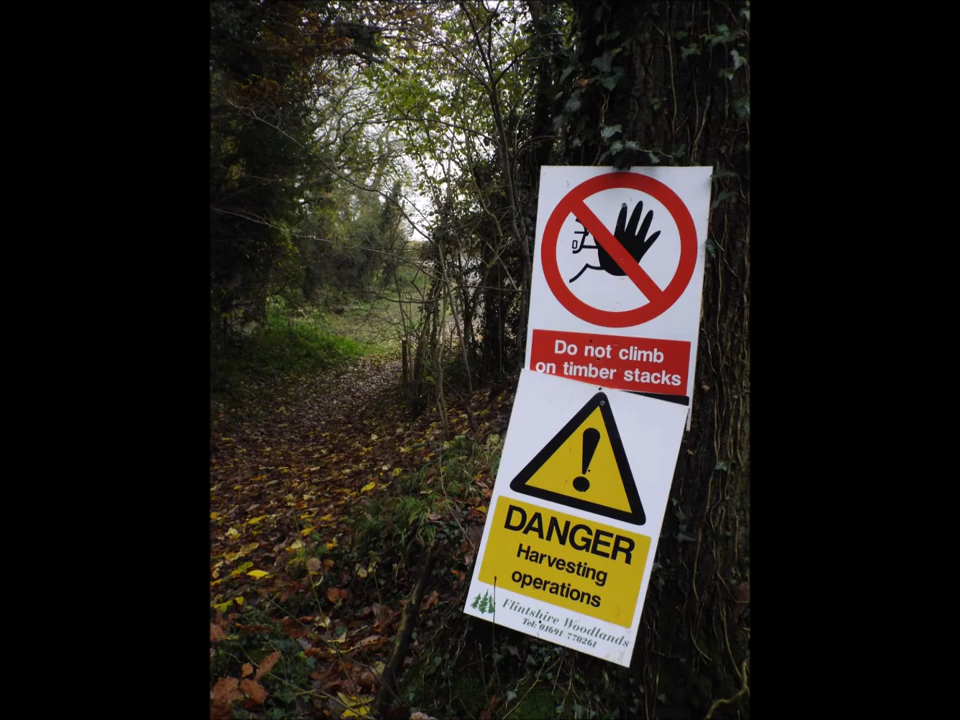 Do not climb
on timber stacks
DANGER
Harvesting
operations
Flintshire Woodlands
Tel: 01691 770261